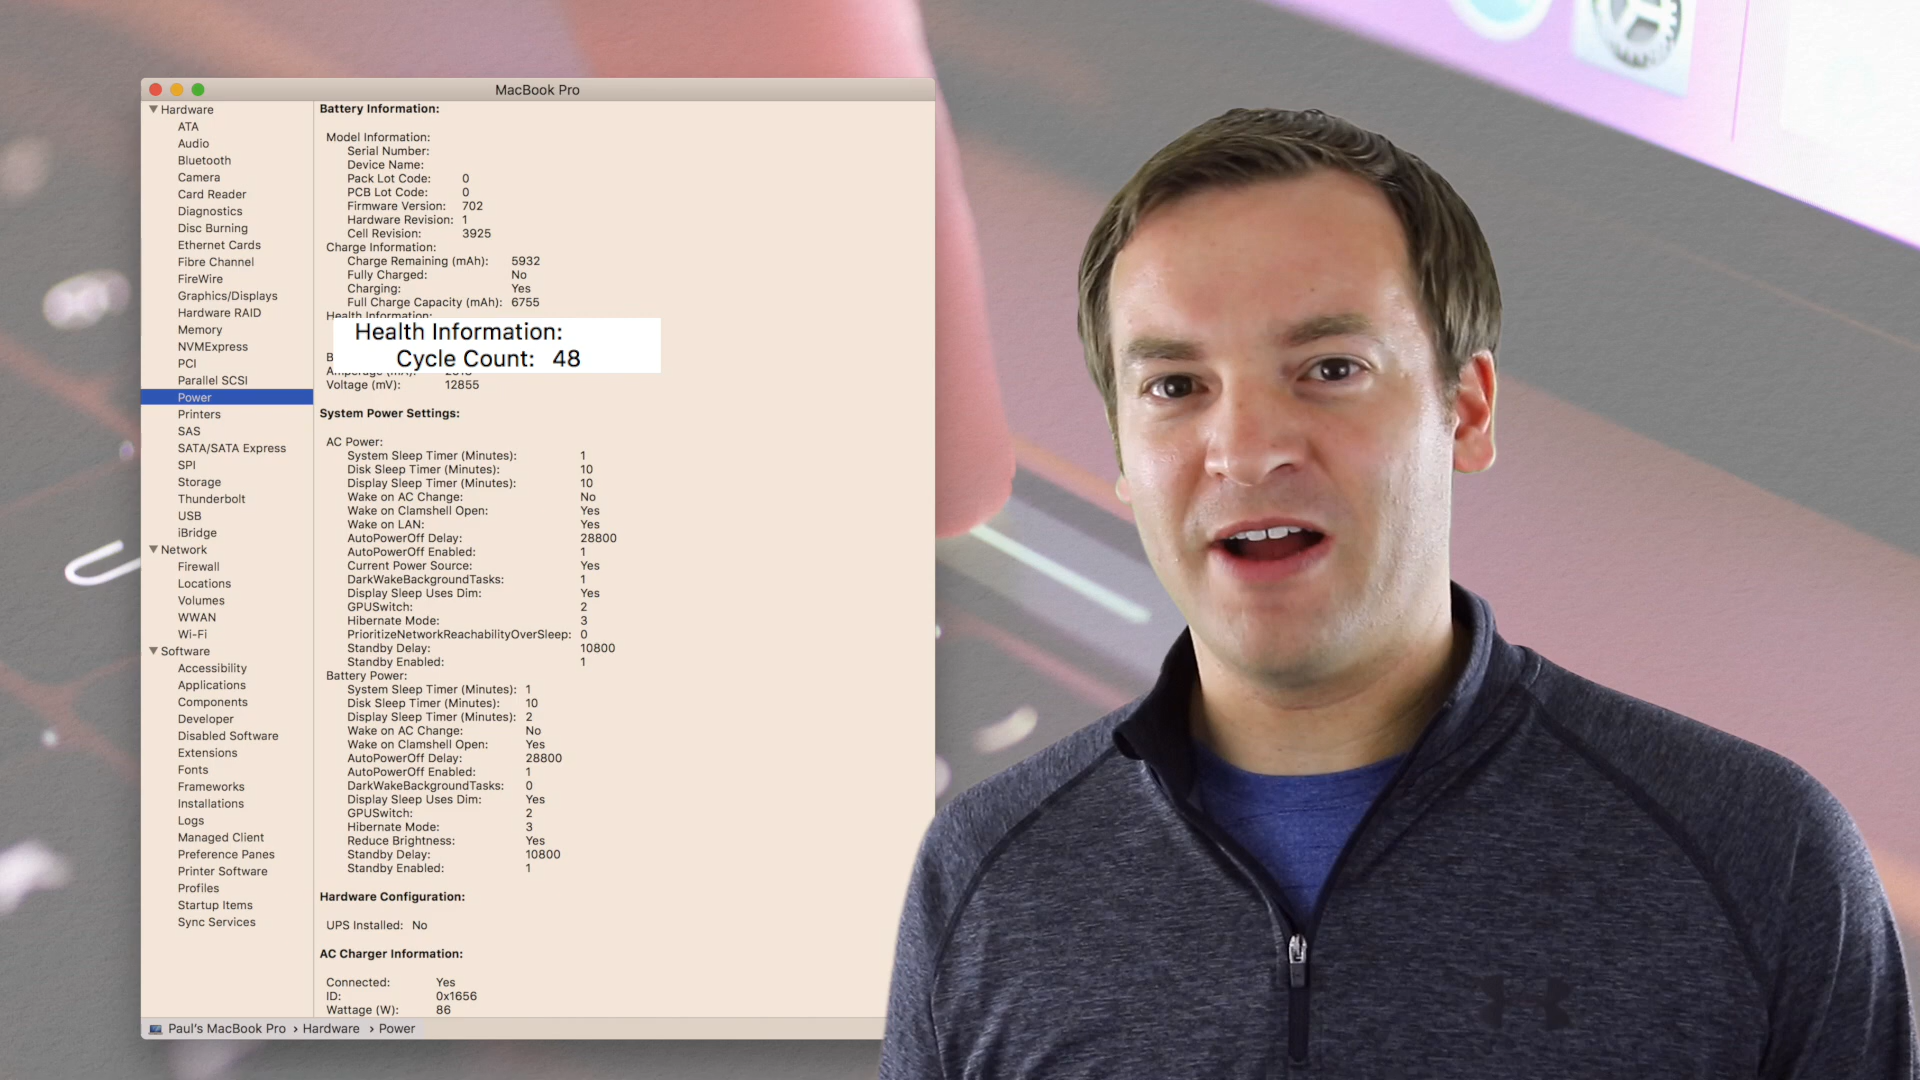 MacBook Pro
Hardware
ATA
Audio
Bluetooth
Camera
Card Reader
Diagnostics
Disc Burning
Ethernet Cards
Fibre Channel
FireWire
Graphics/Displays
Hardware RAID
Memory
NVMExpress
PCI
Parallel SCSI
Power
Printers
SAS
SATA/SATA Express
SPI
Storage
Thunderbolt
USB
iBridge
Network
Firewall
Locations
Volumes
WWAN
Wi-Fi
Software
Accessibility
Applications
Components
Developer
Disabled Software
Extensions
Fonts
Frameworks
Installations
Logs
Managed Client
Preference Panes
Printer Software
Profiles
Startup Items
Sync Services
Battery Information:
Model Information:
Serial Number:
Device Name:
Pack Lot Code: 0
PCB Lot Code: 0
Firmware Version: 702
Hardware Revision: 1
Cell Revision: 3925
Charge Information:
Charge Remaining (mAh): 5932
Fully Charged: No
Charging: Yes
Full Charge Capacity (mAh): 6755
Health Information:
Health Information:
Cycle Count: 48
Voltage (mV): 12855
System Power Settings:
AC Power:
System Sleep Timer (Minutes): 1
Disk Sleep Timer (Minutes): 10
Display Sleep Timer (Minutes): 10
Wake on AC Change: No
Wake on Clamshell Open: Yes
Wake on LAN: Yes
AutoPowerOff Delay: 28800
AutoPowerOff Enabled: 1
Current Power Source: Yes
DarkWakeBackgroundTasks: 1
Display Sleep Uses Dim: Yes
GPUSwitch: 2
Hibernate Mode: 3
PrioritizeNetworkReachabilityOverSleep: 0
Standby Delay: 10800
Standby Enabled: 1
Battery Power:
System Sleep Timer (Minutes): 1
Disk Sleep Timer (Minutes): 10
Display Sleep Timer (Minutes): 2
Wake on AC Change: No
Wake on Clamshell Open: Yes
AutoPowerOff Delay: 28800
AutoPowerOff Enabled: 1
DarkWakeBackgroundTasks: 0
Display Sleep Uses Dim: Yes
GPUSwitch: 2
Hibernate Mode: 3
Reduce Brightness: Yes
Standby Delay: 10800
Standby Enabled: 1
Hardware Configuration:
UPS Installed: No
AC Charger Information:
Connected: Yes
ID: 0x1656
Wattage (W): 86
Paul's MacBook Pro › Hardware › Power